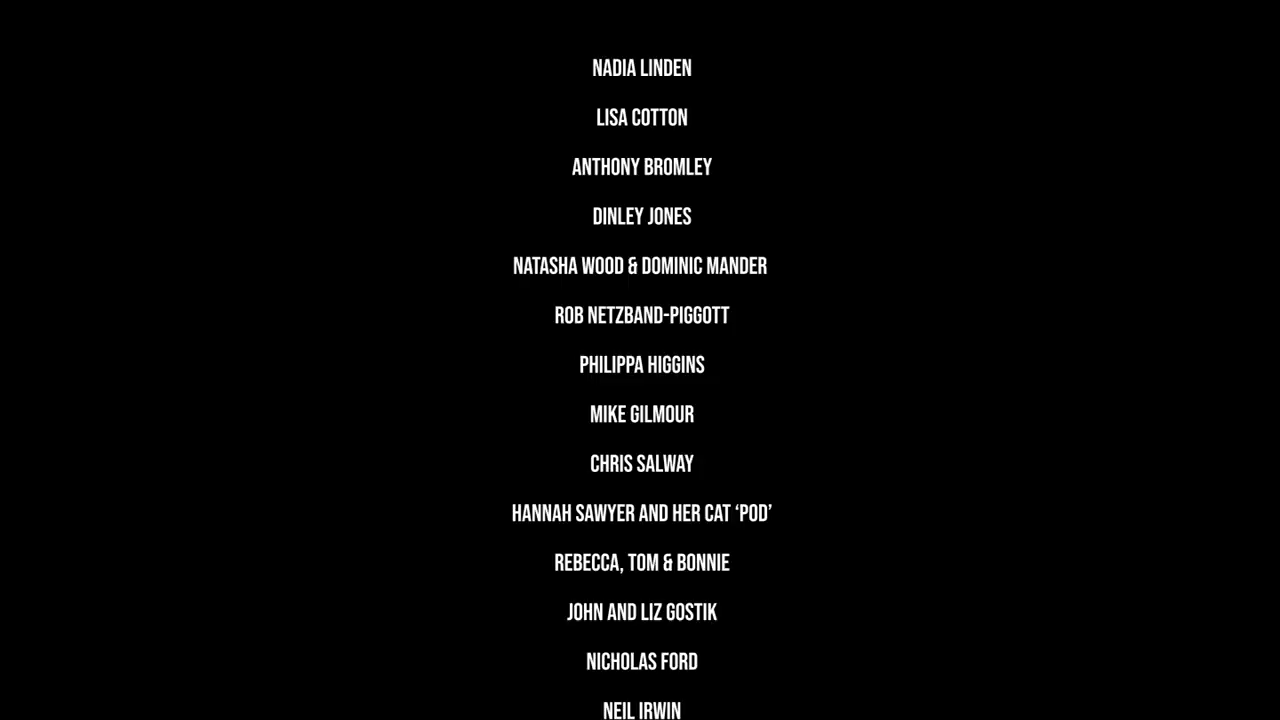 NADIA LINDEN
LISA COTTON
ANTHONY BROMLEY
DINLEY JONES
NATASHA WOOD & DOMINIC MANDER
ROB NETZBAND-PIGGOTT
PHILIPPA HIGGINS
MIKE GILMOUR
CHRIS SALWAY
HANNAH SAWYER AND HER CAT ‘POD’
REBECCA, TOM & BONNIE
JOHN AND LIZ GOSTIK
NICHOLAS FORD
NEIL IRWIN